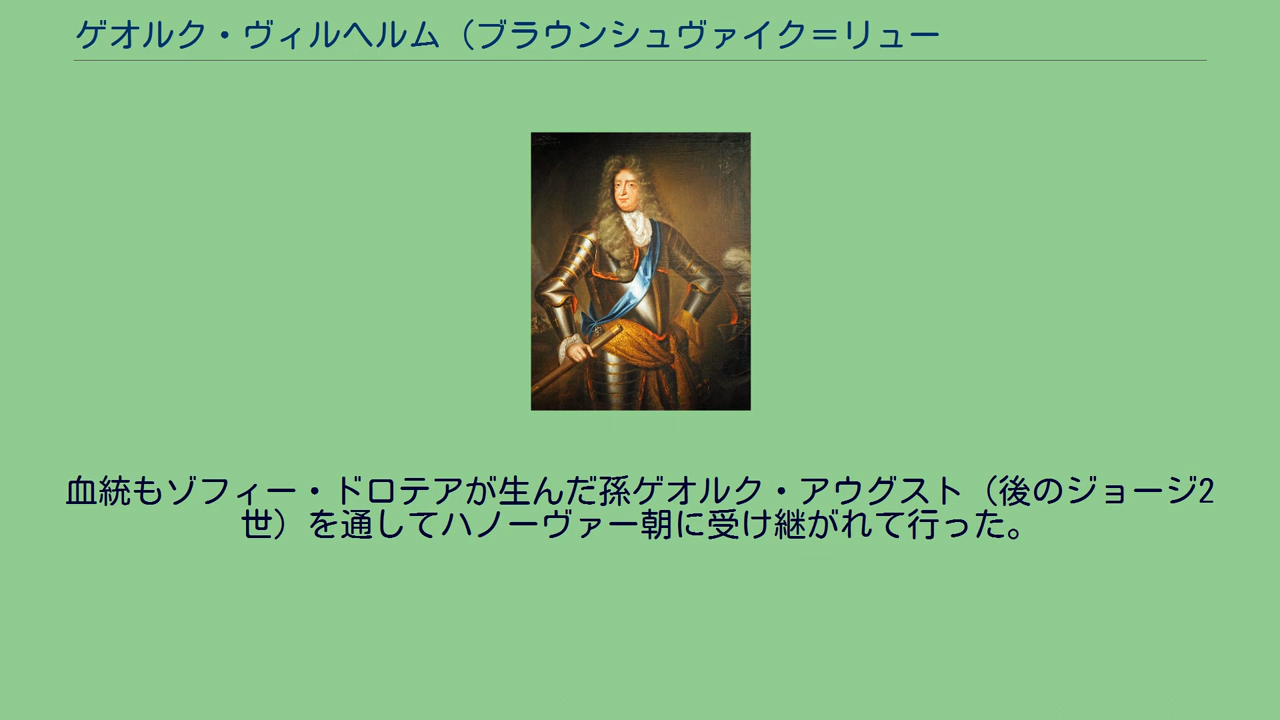 ゲオルク・ヴィルヘルム（ブラウンシュヴァイク＝リュー
血統もゾフィー・ドロテアが生んだ孫ゲオルク・アウグスト（後のジョージ2
世）を通してハノーヴァー朝に受け継がれて行った。